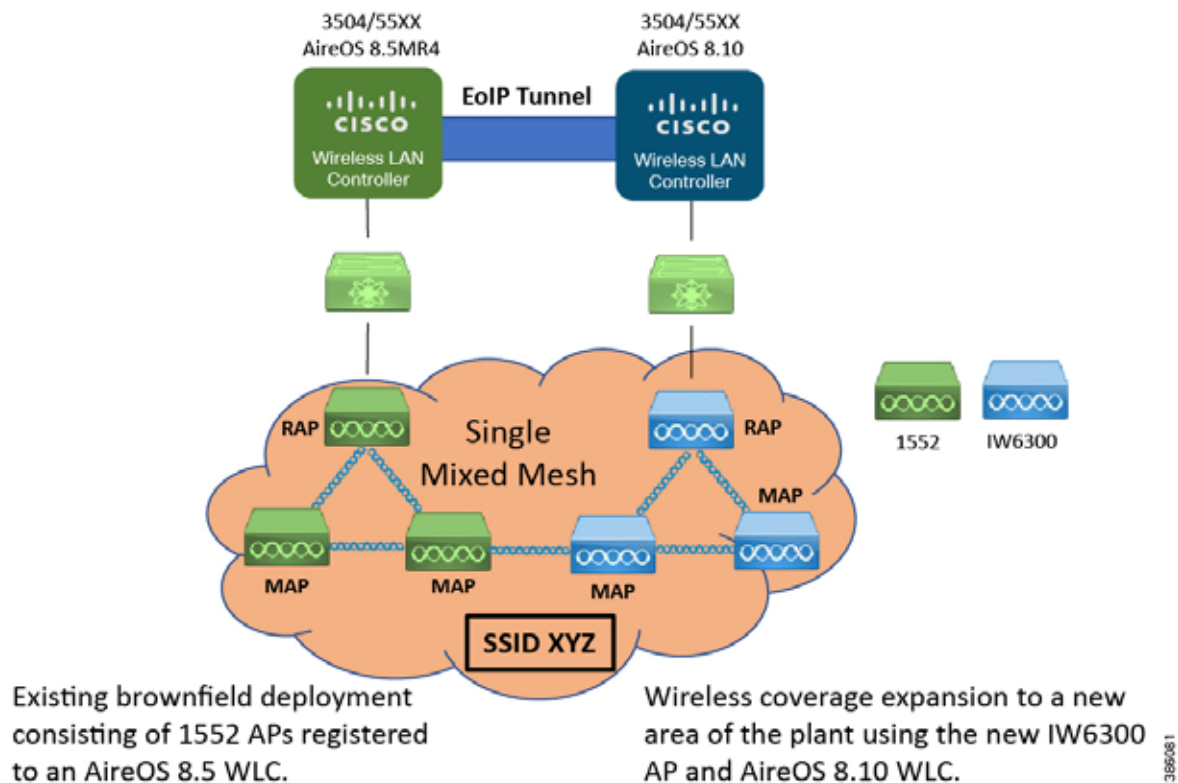 3504/55XX
AireOS 8.5MR4
3504/55XX
AireOS 8.10
CISCO
Wireless LAN
Controller
EoIP Tunnel
CISCO
Wireless LAN
Controller
RAP
Single
Mixed Mesh
RAP
1552
IW6300
MAP
MAP
MAP
MAP
SSID XYZ
Existing brownfield deployment
consisting of 1552 APs registered
to an AireOS 8.5 WLC.
Wireless coverage expansion to a new
area of the plant using the new IW6300
AP and AireOS 8.10 WLC.
386081